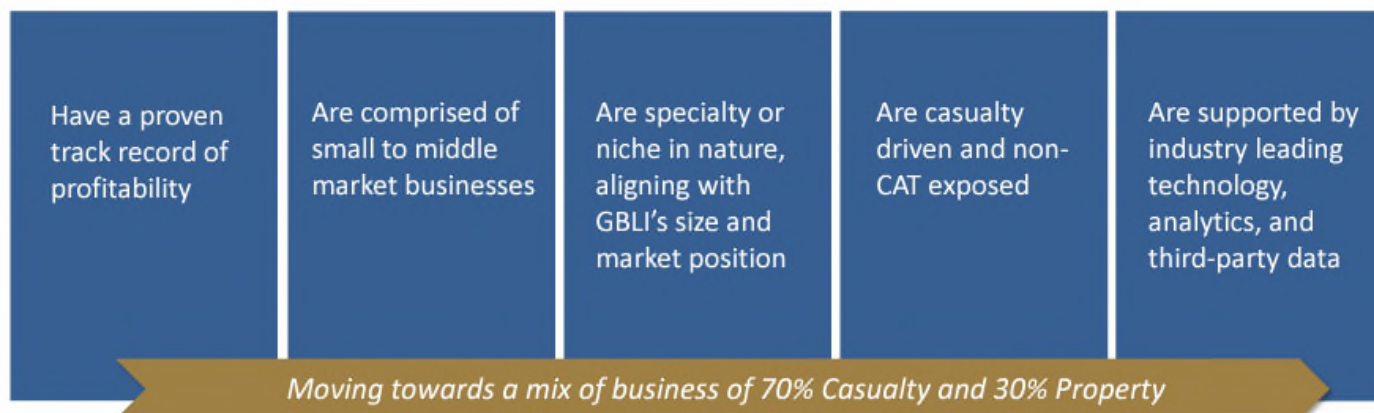 Have a proven
track record of
profitability
Are comprised of
small to middle
market businesses
Are specialty or
niche in nature,
aligning with
GBLI’s size and
market position
Are casualty
driven and non-
CAT exposed
Are supported by
industry leading
technology,
analytics, and
third-party data
Moving towards a mix of business of 70% Casualty and 30% Property